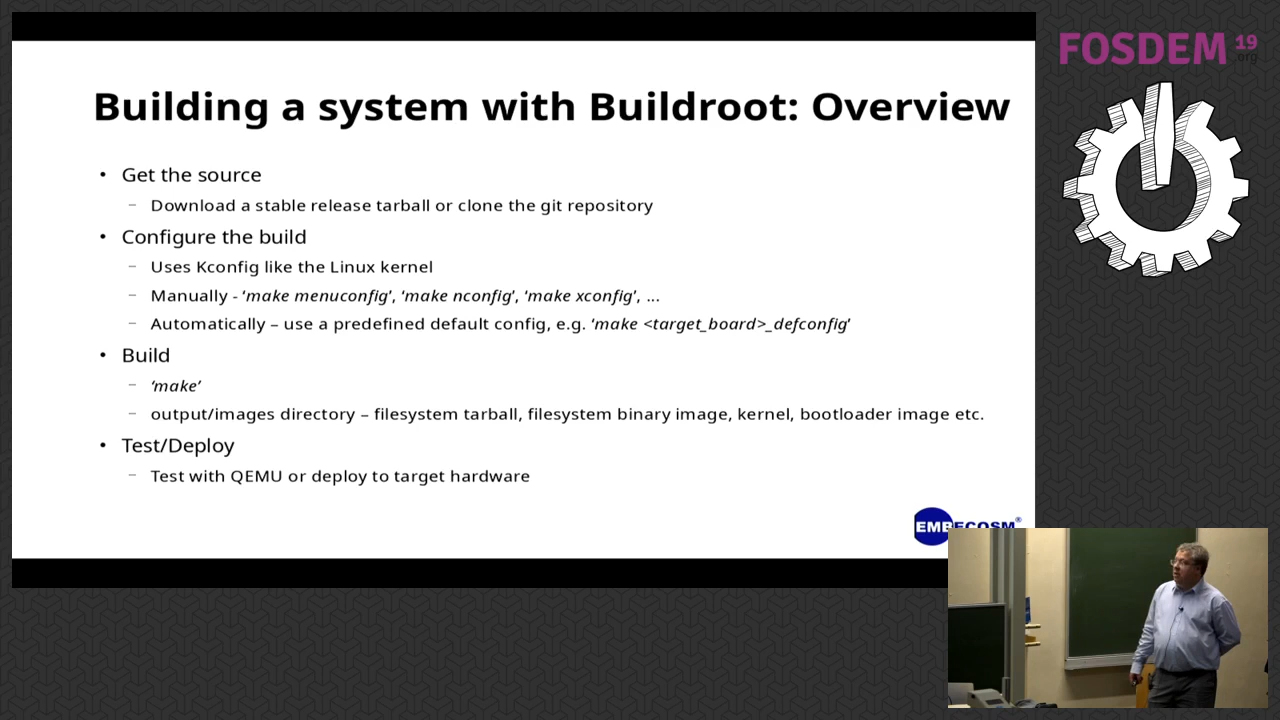 Building a system with Buildroot: Overview
• Get the source
– Download a stable release tarball or clone the git repository
• Configure the build
– Uses Kconfig like the Linux kernel
– Manually - ‘make menuconfig’, ‘make nconfig’, ‘make xconfig’, ...
– Automatically – use a predefined default config, e.g. ‘make <target_board>_defconfig’
• Build
– ‘make’
– output/images directory – filesystem tarball, filesystem binary image, kernel, bootloader image etc.
• Test/Deploy
– Test with QEMU or deploy to target hardware
EMBECOSM®
FOSDEM 19
.org